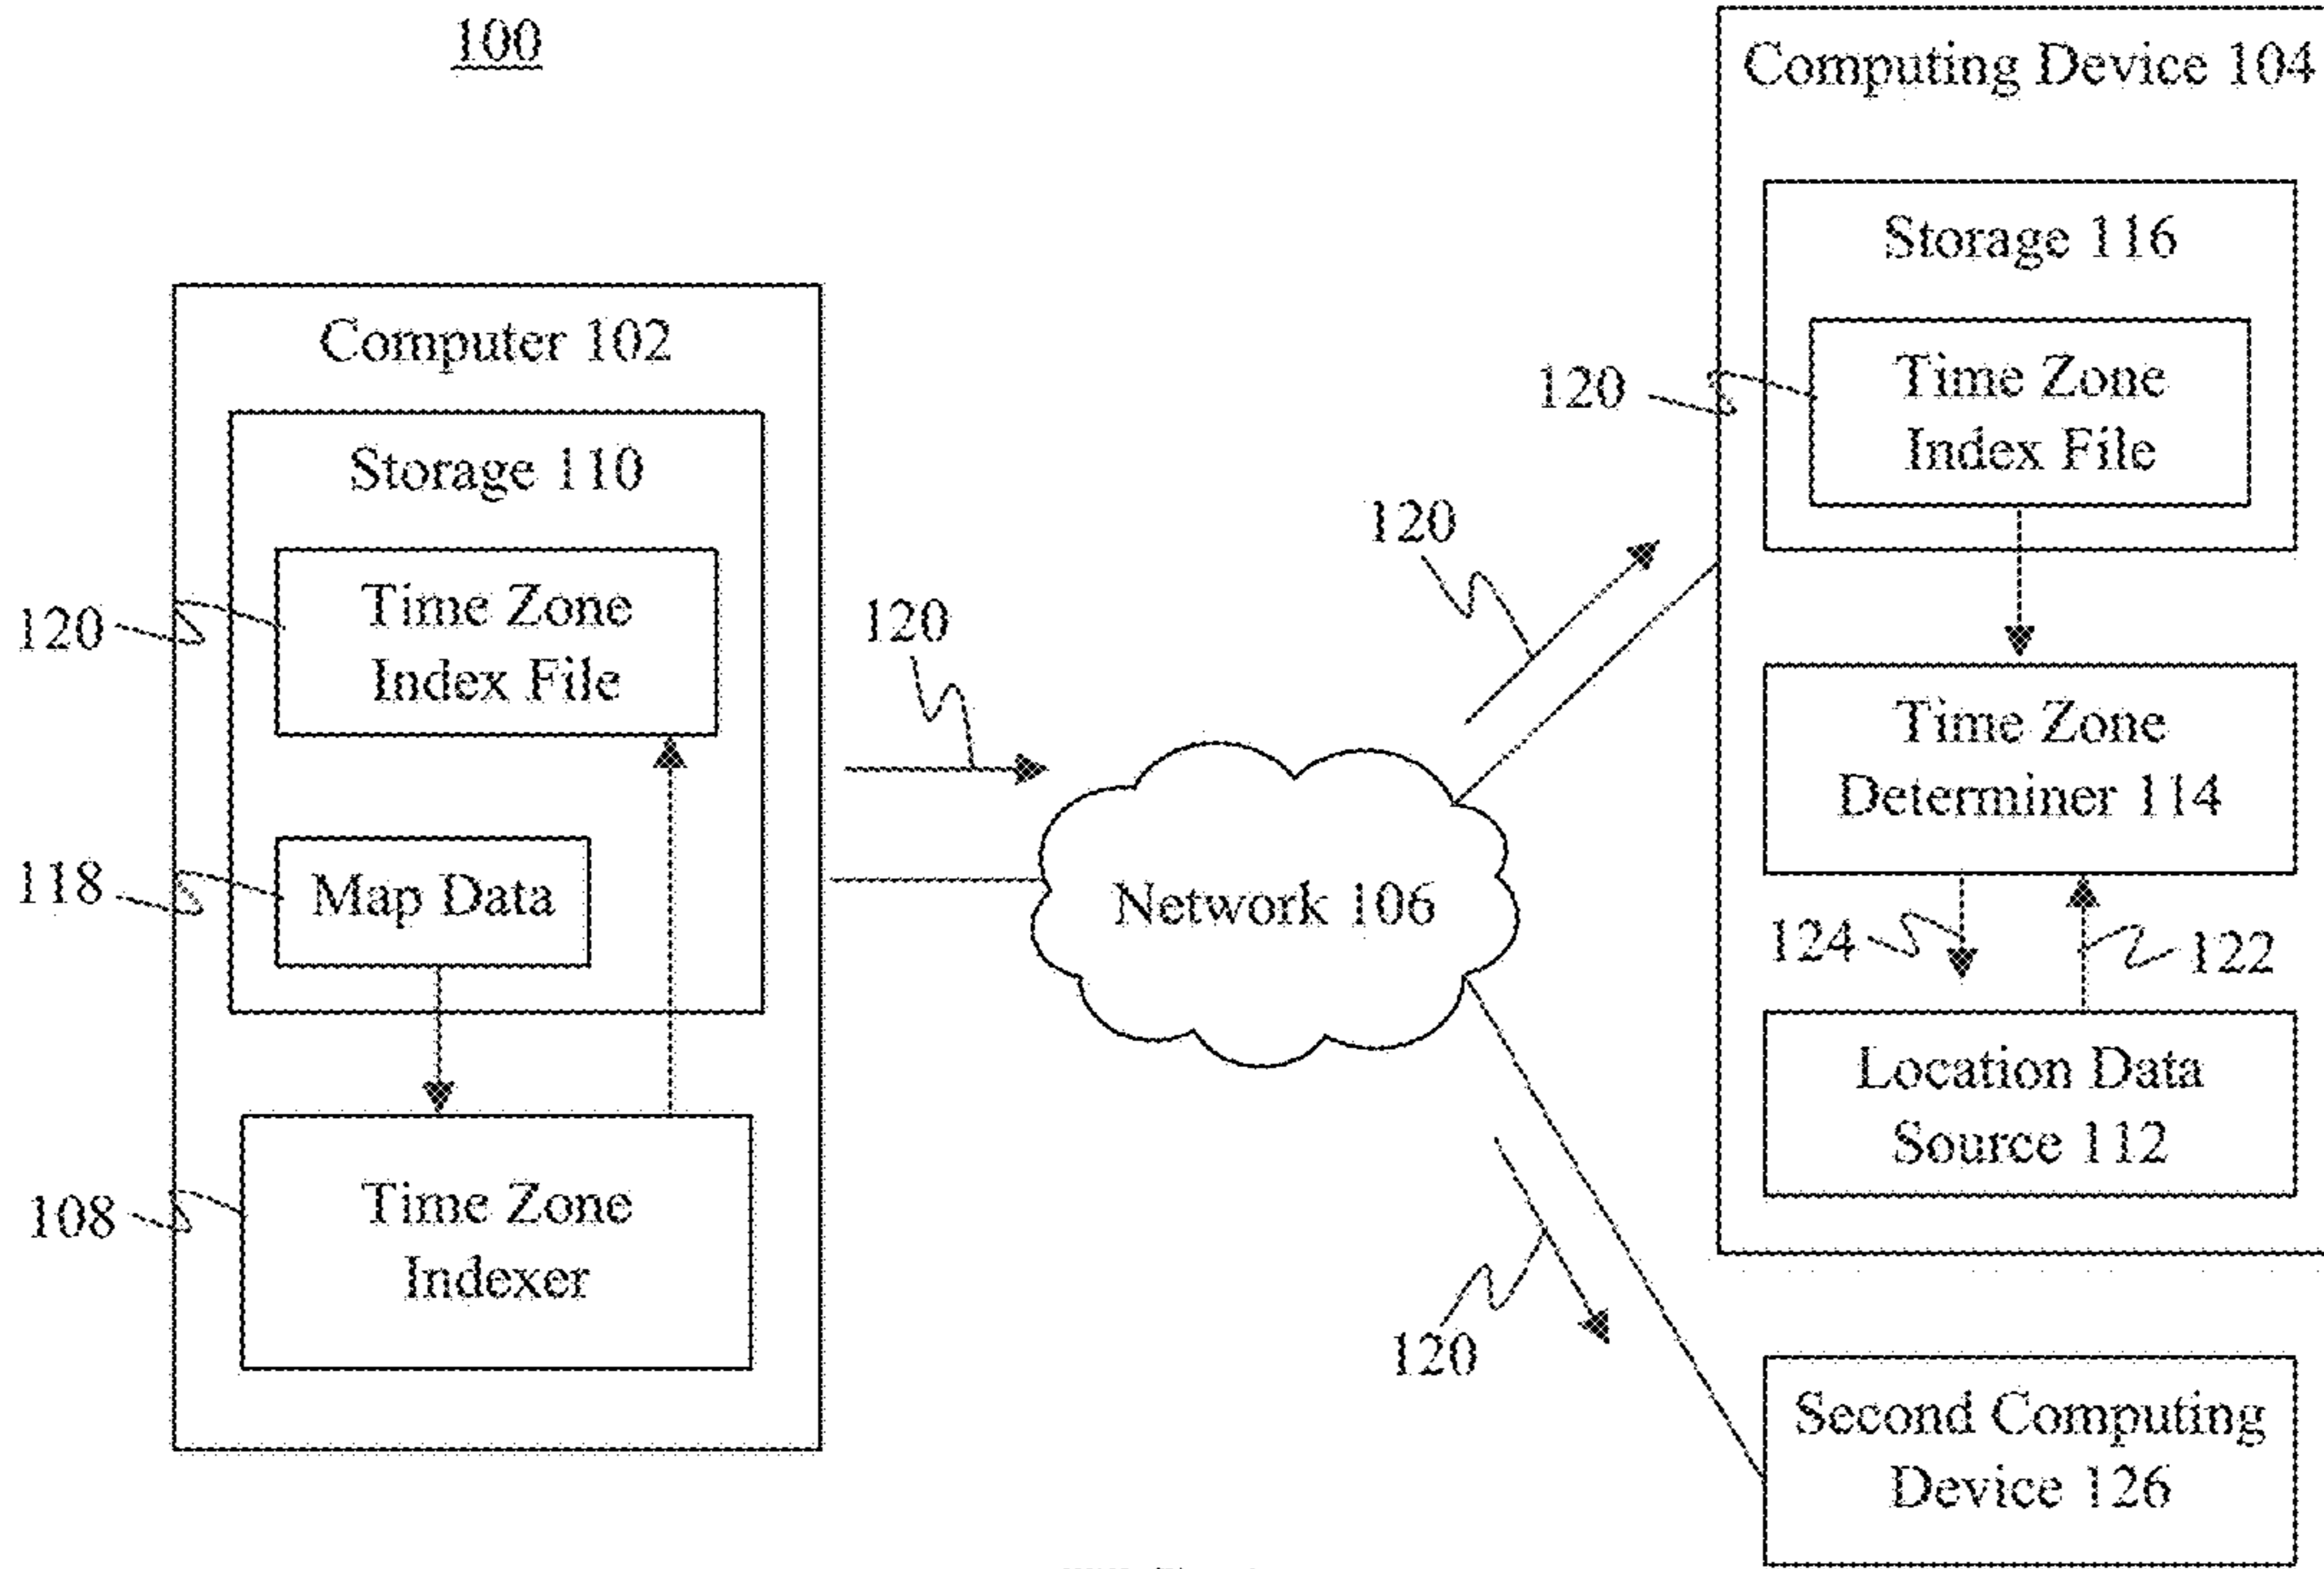 100
Computer 102
Storage 110
120
Time Zone
Index File
118
Map Data
108
Time Zone
Indexer
120
Network 106
120
120
Computing Device 104
Storage 116
120
Time Zone
Index File
Time Zone
Determiner 114
124
122
Location Data
Source 112
Second Computing
Device 126